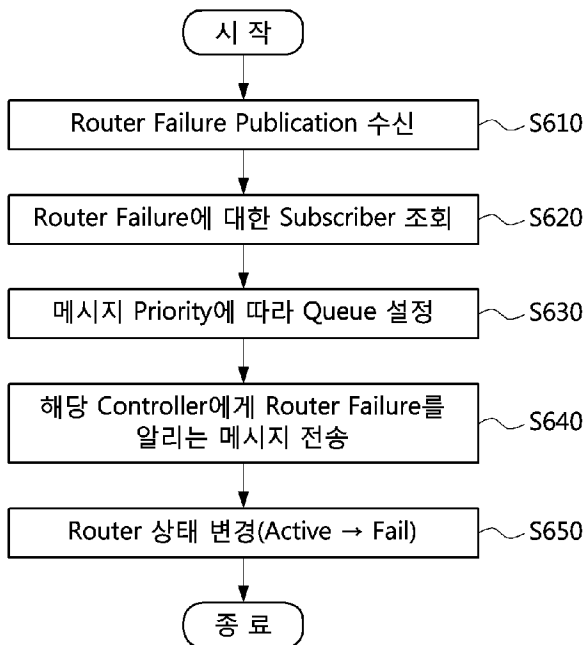 시 작
Router Failure Publication 수신
S610
Router Failure에 대한 Subscriber 조회
S620
메시지 Priority에 따라 Queue 설정
S630
해당 Controller에게 Router Failure를
알리는 메시지 전송
S640
Router 상태 변경(Active → Fail)
S650
종 료